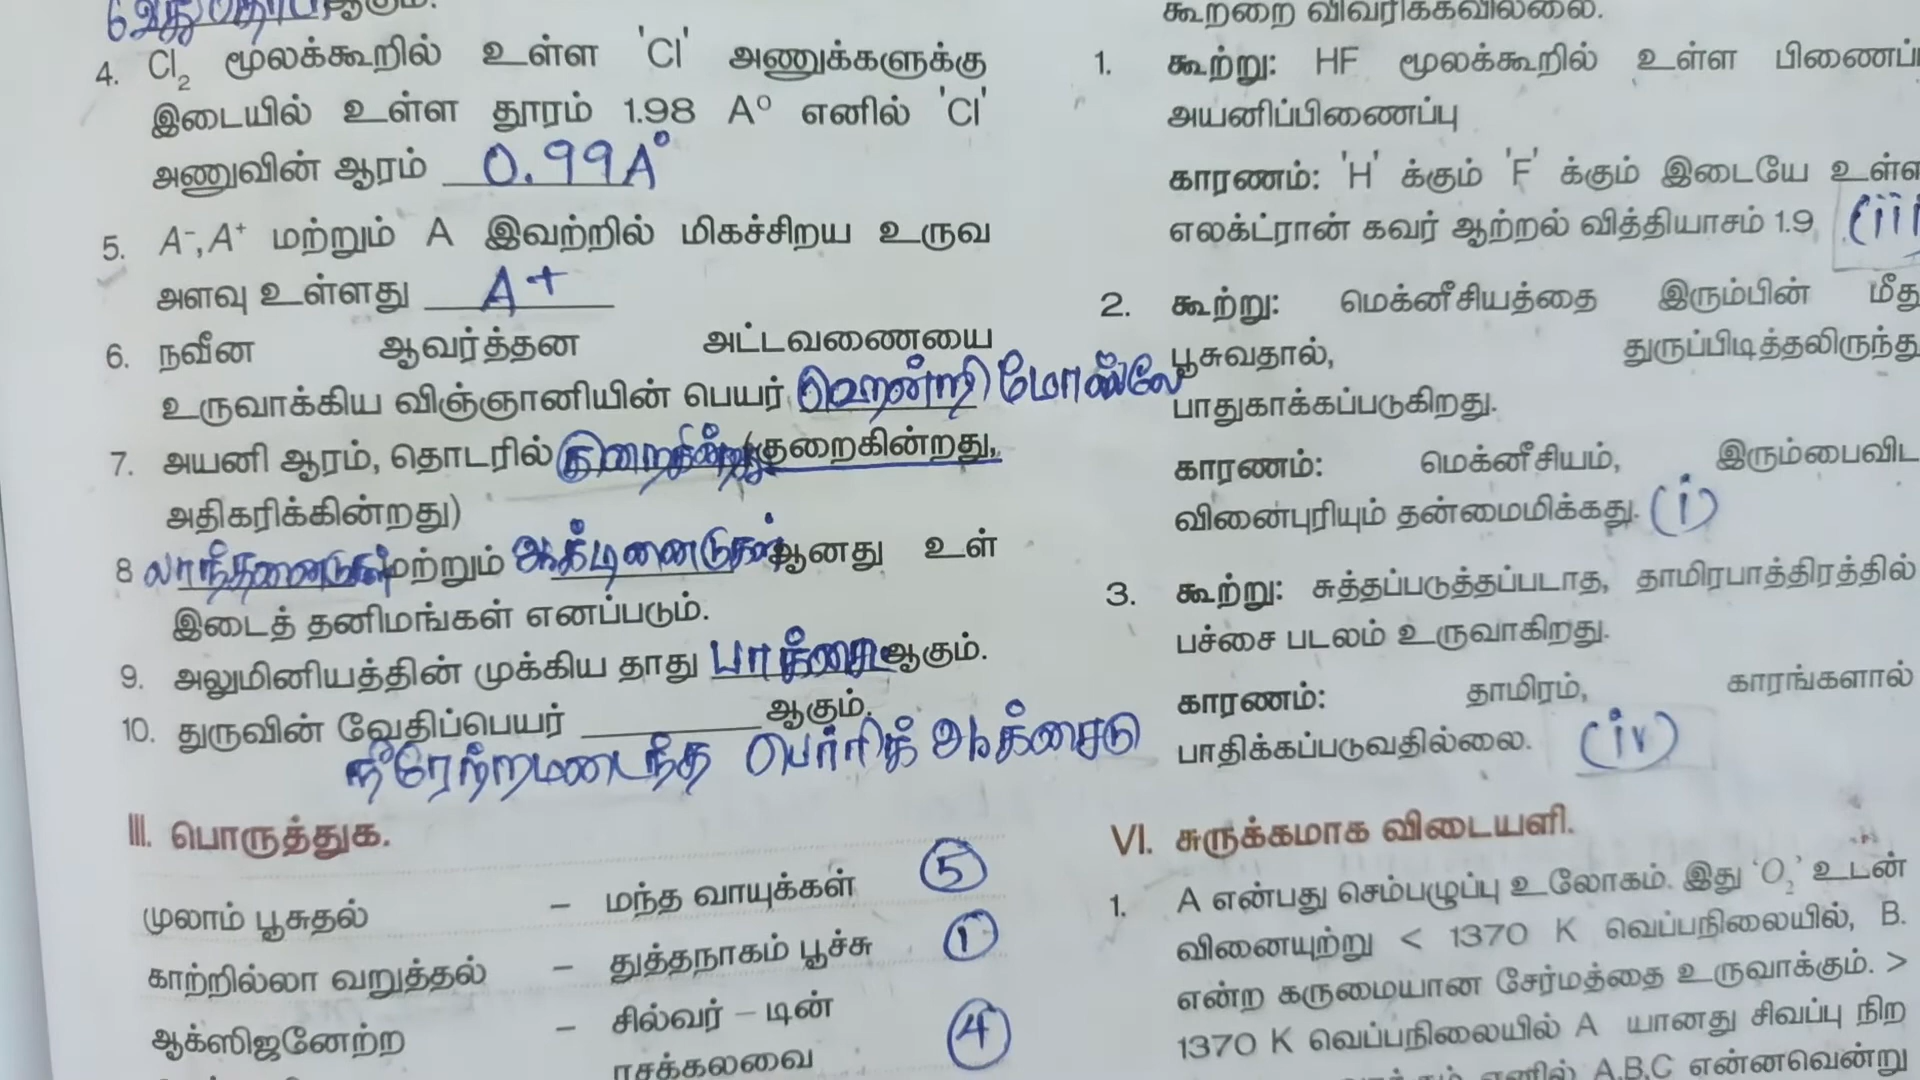 ஆகும்.
4. Cl₂ மூலக்கூறில் உள்ள 'Cl' அணுக்களுக்கு
இடையில் உள்ள தூரம் 1.98 A⁰ எனில் 'Cl'
அணுவின் ஆரம் 0.99A°
5. A⁻, A⁺ மற்றும் A இவற்றில் மிகச்சிறிய உருவ
அளவு உள்ளது A+
6. நவீன ஆவர்த்தன அட்டவணையை
உருவாக்கிய விஞ்ஞானியின் பெயர் ஹென்றி மோஸ்லே
7. அயனி ஆரம், தொடரில் குறைகின்றது (குறைகின்றது,
அதிகரிக்கின்றது)
8 லாந்தனைடுகள் மற்றும் ஆக்டினைடுகள் ஆனது உள்
இடைத் தனிமங்கள் எனப்படும்.
9. அலுமினியத்தின் முக்கிய தாது பாக்சைட் ஆகும்.
10. துருவின் வேதிப்பெயர் ஆகும்.
நீரேற்றமடைந்த பெர்ரிக் ஆக்சைடு
III. பொருத்துக.
முலாம் பூசுதல் – மந்த வாயுக்கள் 5
காற்றில்லா வறுத்தல் – துத்தநாகம் பூச்சு 1
ஆக்ஸிஜனேற்ற – சில்வர் – டின் 4
ரசக்கலவை
கூற்றை விவரிக்கவில்லை.
1. கூற்று: HF மூலக்கூறில் உள்ள பிணைப்
அயனிப்பிணைப்பு
காரணம்: 'H' க்கும் 'F' க்கும் இடையே உள்ள
எலக்ட்ரான் கவர் ஆற்றல் வித்தியாசம் 1.9 (iii
2. கூற்று: மெக்னீசியத்தை இரும்பின் மீது
பூசுவதால், துருப்பிடித்தலிருந்து
பாதுகாக்கப்படுகிறது.
காரணம்: மெக்னீசியம், இரும்பைவிட
வினைபுரியும் தன்மைமிக்கது. (i)
3. கூற்று: சுத்தப்படுத்தப்படாத, தாமிரபாத்திரத்தில்
பச்சை படலம் உருவாகிறது.
காரணம்: தாமிரம், காரங்களால்
பாதிக்கப்படுவதில்லை. (iv)
VI. சுருக்கமாக விடையளி.
1. A என்பது செம்பழுப்பு உலோகம். இது 'O₂' உடன்
வினையுற்று < 1370 K வெப்பநிலையில், B.
என்ற கருமையான சேர்மத்தை உருவாக்கும். >
1370 K வெப்பநிலையில் A யானது சிவப்பு நிற
எனில் A,B,C என்னவென்று